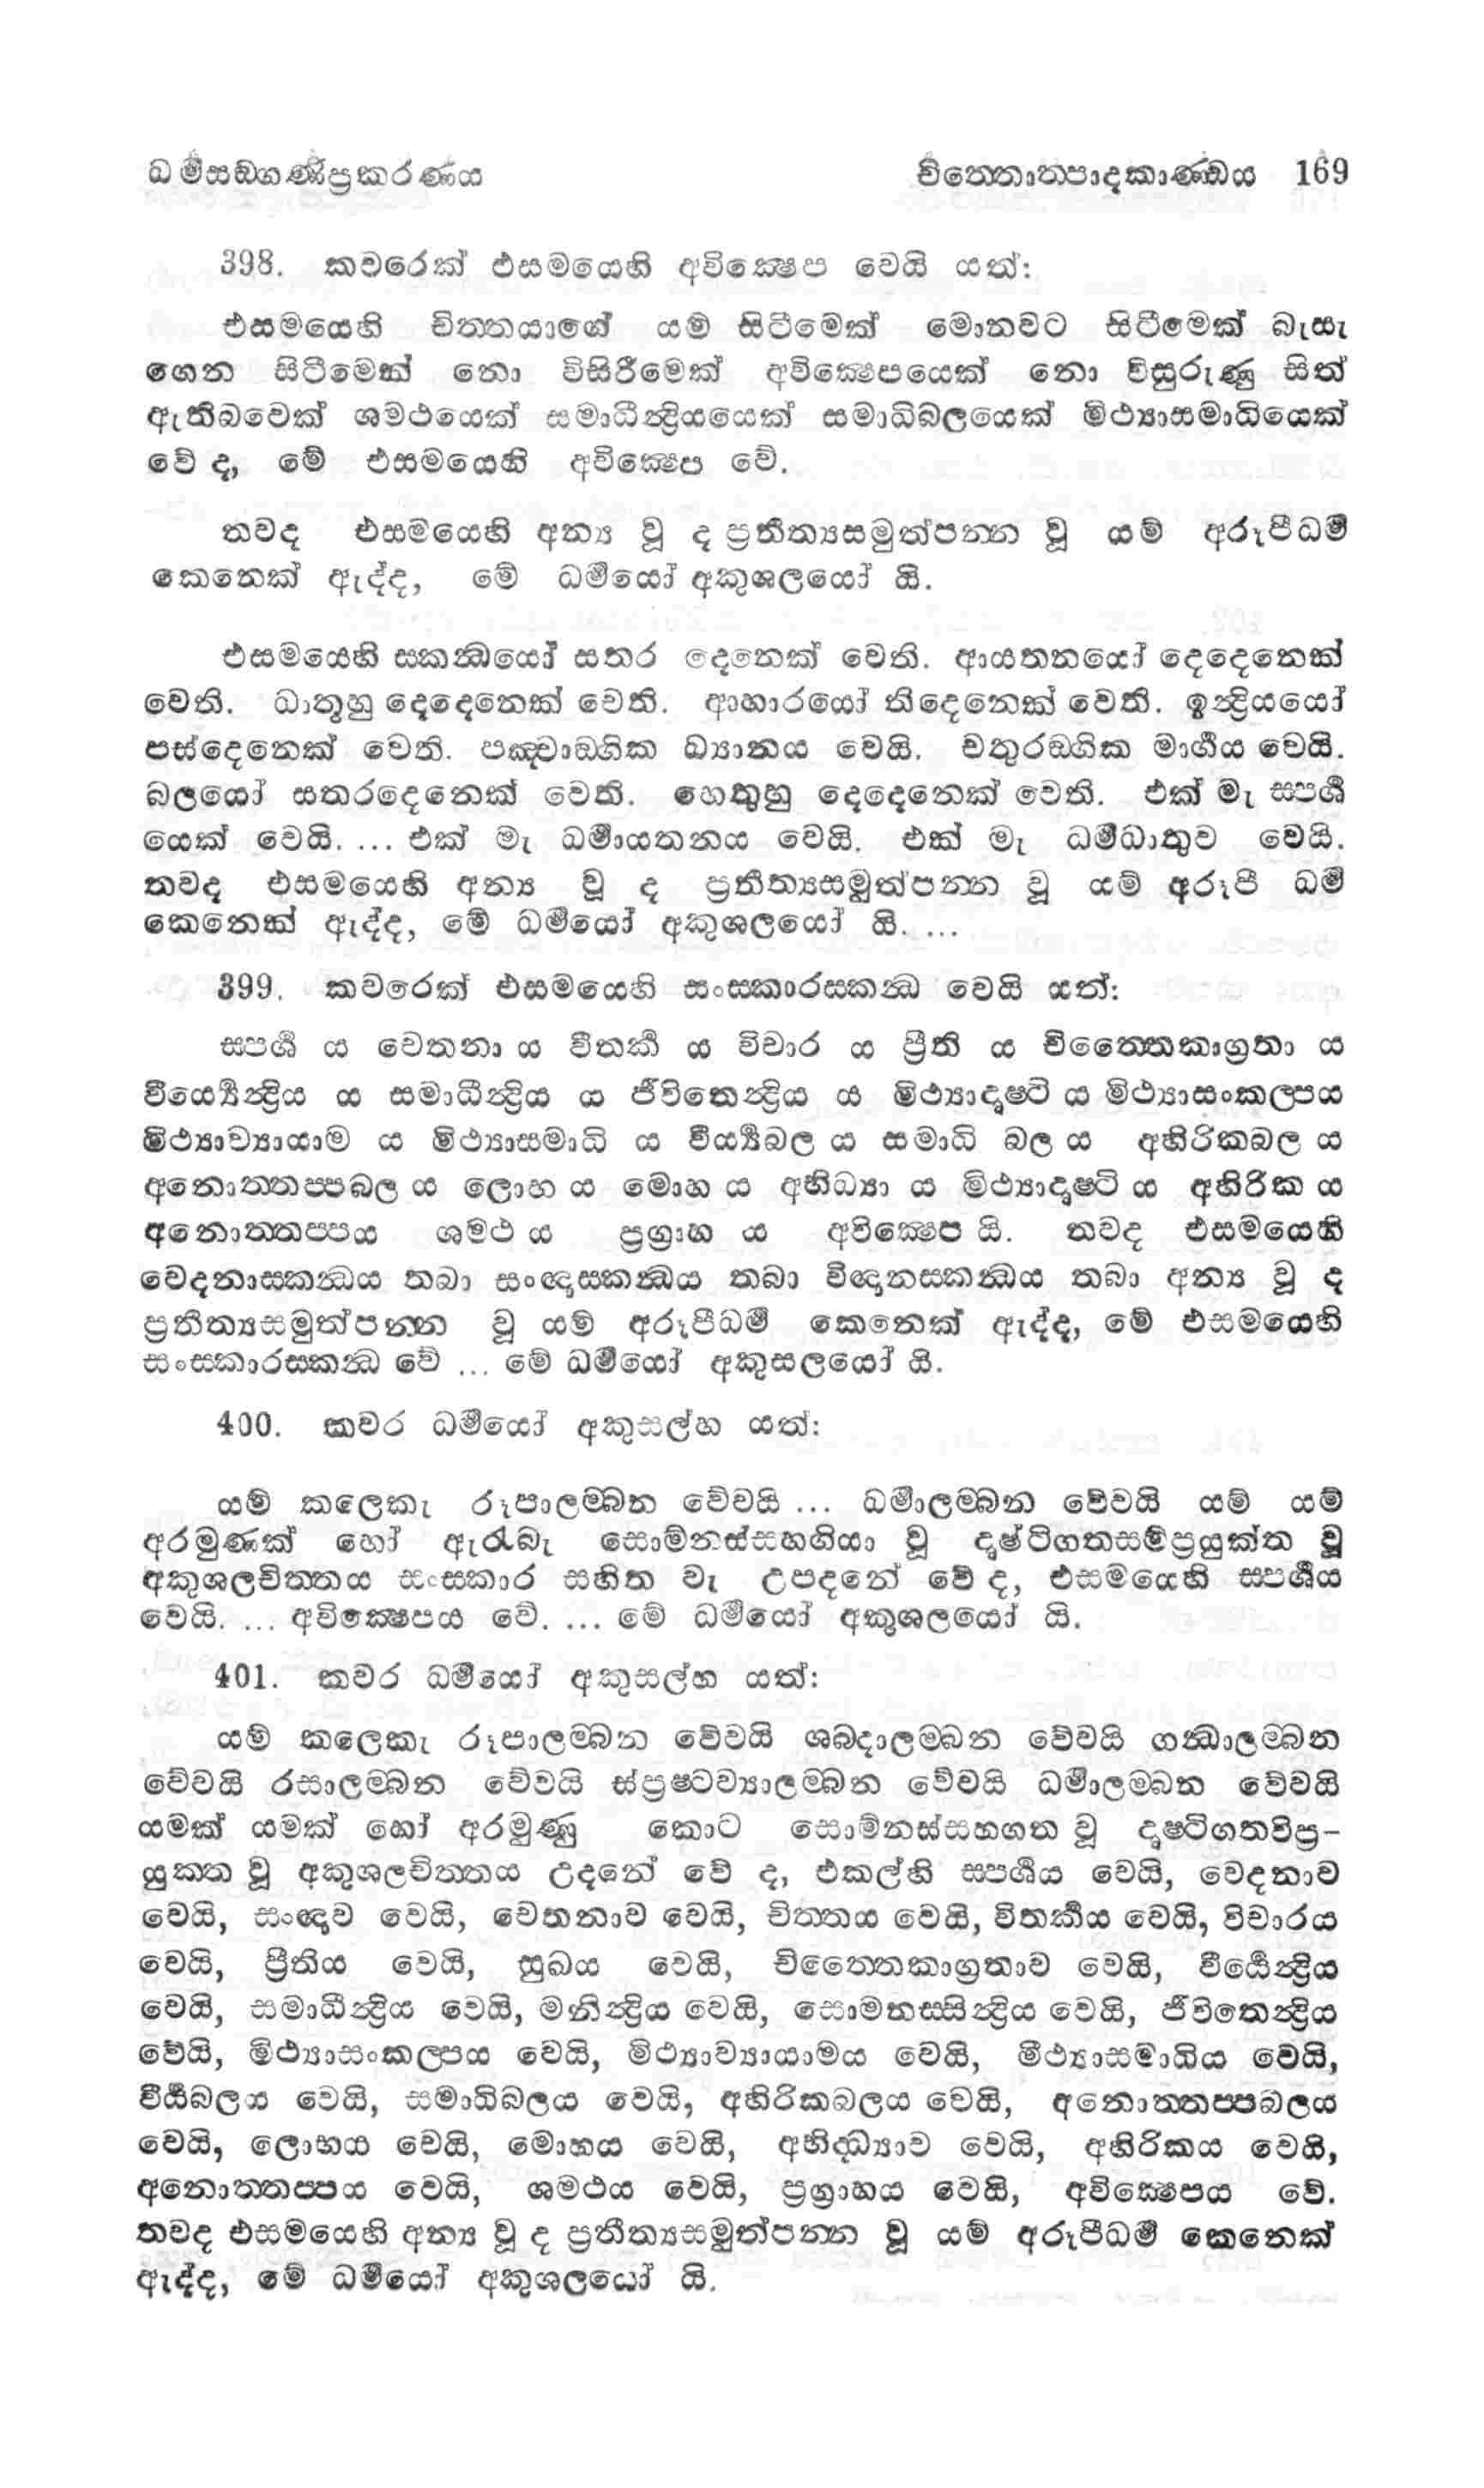 ධර්මසඞ්ගණිප්‍රකරණය චිත්තොත්පාදකාණ්ඩය 169
398. කවරෙක් එසමයෙහි අවික්‍ෂෙප වෙයි යත්:
එසමයෙහි චිත්තයාගේ යම් සිටීමෙක් මොනවට සිටීමෙක් බැසැ
ගෙන සිටීමෙක් නො විසිරීමෙක් අවික්‍ෂෙපයෙක් නො විසුරුණු සිත්
ඇතිබවෙක් ශමථයෙක් සමාධීන්ද්‍රියයෙක් සමාධිබලයෙක් මිථ්‍යාසමාධියෙක්
වේ ද, මේ එසමයෙහි අවික්‍ෂෙප වේ.
තවද එසමයෙහි අන්‍ය වූ ද ප්‍රතීත්‍යසමුත්පන්න වූ යම් අරූපීධර්ම
කෙනෙක් ඇද්ද, මේ ධර්මයෝ අකුශලයෝ යි.
එසමයෙහි ස්කන්ධයෝ සතර දෙනෙක් වෙති. ආයතනයෝ දෙදෙනෙක්
වෙති. ධාතූහු දෙදෙනෙක් වෙති. ආහාරයෝ තිදෙනෙක් වෙති. ඉන්ද්‍රියයෝ
පස්දෙනෙක් වෙති. පඤ්චාඞ්ගික ධ්‍යානය වෙයි. චතුරඞ්ගික මාර්ගය වෙයි.
බලයෝ සතරදෙනෙක් වෙති. හෙතුහු දෙදෙනෙක් වෙති. එක් මැ ස්පර්ශ
යෙක් වෙයි. ... එක් මැ ධර්මායතනය වෙයි. එක් මැ ධර්මධාතුව වෙයි.
තවද එසමයෙහි අන්‍ය වූ ද ප්‍රතීත්‍යසමුත්පන්න වූ යම් අරූපී ධර්ම
කෙනෙක් ඇද්ද, මේ ධර්මයෝ අකුශලයෝ යි. ...
399. කවරෙක් එසමයෙහි සංස්කාරස්කන්ධ වෙයි යත්:
ස්පර්ශ ය චෙතනා ය විතර්ක ය විචාර ය ප්‍රීති ය චිත්තෛකාග්‍රතා ය
වීර්‍ය්‍යෙන්ද්‍රිය ය සමාධීන්ද්‍රිය ය ජීවිතෙන්ද්‍රිය ය මිථ්‍යාදෘෂ්ටි ය මිථ්‍යාසංකල්පය
මිථ්‍යාව්‍යායාම ය මිථ්‍යාසමාධි ය වීර්‍ය්‍යබල ය සමාධි බල ය අහිරිකබල ය
අනොත්තප්පබල ය ලොභ ය මොහ ය අභිධ්‍යා ය මිථ්‍යාදෘෂ්ටි ය අහිරික ය
අනොත්තප්පය ශමථ ය ප්‍රග්‍රාහ ය අවික්‍ෂෙප යි. තවද එසමයෙහි
වෙදනාස්කන්ධය තබා සංඥාස්කන්ධය තබා විඥානස්කන්ධය තබා අන්‍ය වූ ද
ප්‍රතීත්‍යසමුත්පන්න වූ යම් අරූපීධර්ම කෙනෙක් ඇද්ද, මේ එසමයෙහි
සංස්කාරස්කන්ධ වේ ... මේ ධර්මයෝ අකුසලයෝ යි.
400. කවර ධර්මයෝ අකුසල්හ යත්:
යම් කලෙකැ රූපාලම්බන වේවයි ... ධර්මාලම්බන වේවයි යම් යම්
අරමුණක් හෝ ඇරැබැ සොම්නස්සහගියා වූ දෘෂ්ටිගතසම්ප්‍රයුක්ත වූ
අකුශලචිත්තය සංස්කාර සහිත වැ උපදනේ වේ ද, එසමයෙහි ස්පර්ශය
වෙයි. ... අවික්‍ෂෙපය වේ. ... මේ ධර්මයෝ අකුශලයෝ යි.
401. කවර ධර්මයෝ අකුසල්හ යත්:
යම් කලෙකැ රූපාලම්බන වේවයි ශබ්දාලම්බන වේවයි ගන්ධාලම්බන
වේවයි රසාලම්බන වේවයි ස්ප්‍රෂ්ටව්‍යාලම්බන වේවයි ධර්මාලම්බන වේවයි
යමක් යමක් හෝ අරමුණු කොට සොම්නස්සහගත වූ දෘෂ්ටිගතවිප්‍ර-
යුක්ත වූ අකුශලචිත්තය උදනේ වේ ද, එකල්හි ස්පර්ශය වෙයි, වෙදනාව
වෙයි, සංඥාව වෙයි, චෙතනාව වෙයි, චිත්තය වෙයි, විතර්කය වෙයි, විචාරය
වෙයි, ප්‍රීතිය වෙයි, සුඛය වෙයි, චිත්තෛකාග්‍රතාව වෙයි, වීර්‍යෙන්ද්‍රිය
වෙයි, සමාධීන්ද්‍රිය වෙයි, මනින්ද්‍රිය වෙයි, සොමනස්සින්ද්‍රිය වෙයි, ජීවිතෙන්ද්‍රිය
වෙයි, මිථ්‍යාසංකල්පය වෙයි, මිථ්‍යාව්‍යායාමය වෙයි, මිථ්‍යාසමාධිය වෙයි,
වීර්‍යබලය වෙයි, සමාධිබලය වෙයි, අහිරිකබලය වෙයි, අනොත්තප්පබලය
වෙයි, ලොභය වෙයි, මොහය වෙයි, අභිද්ධ්‍යාව වෙයි, අහිරිකය වෙයි,
අනොත්තප්පය වෙයි, ශමථය වෙයි, ප්‍රග්‍රාහය වෙයි, අවික්‍ෂෙපය වේ.
තවද එසමයෙහි අන්‍ය වූ ද ප්‍රතීත්‍යසමුත්පන්න වූ යම් අරූපීධර්ම කෙනෙක්
ඇද්ද, මේ ධර්මයෝ අකුශලයෝ යි.